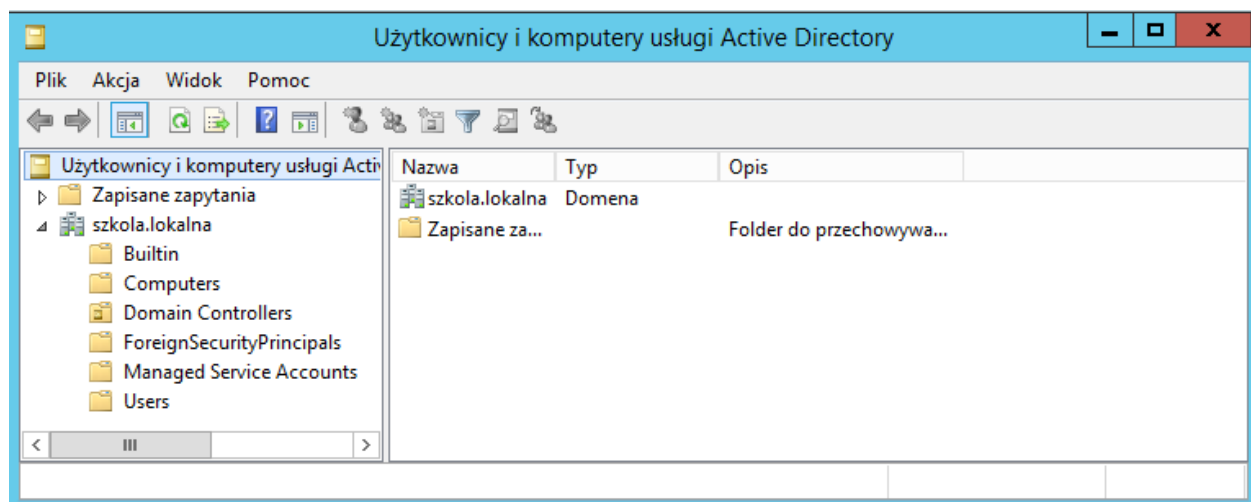 Użytkownicy i komputery usługi Active Directory
Plik Akcja Widok Pomoc
Użytkownicy i komputery usługi Activ
Zapisane zapytania
szkola.lokalna
Builtin
Computers
Domain Controllers
ForeignSecurityPrincipals
Managed Service Accounts
Users
Nazwa Typ Opis
szkola.lokalna Domena
Zapisane za... Folder do przechowywa...